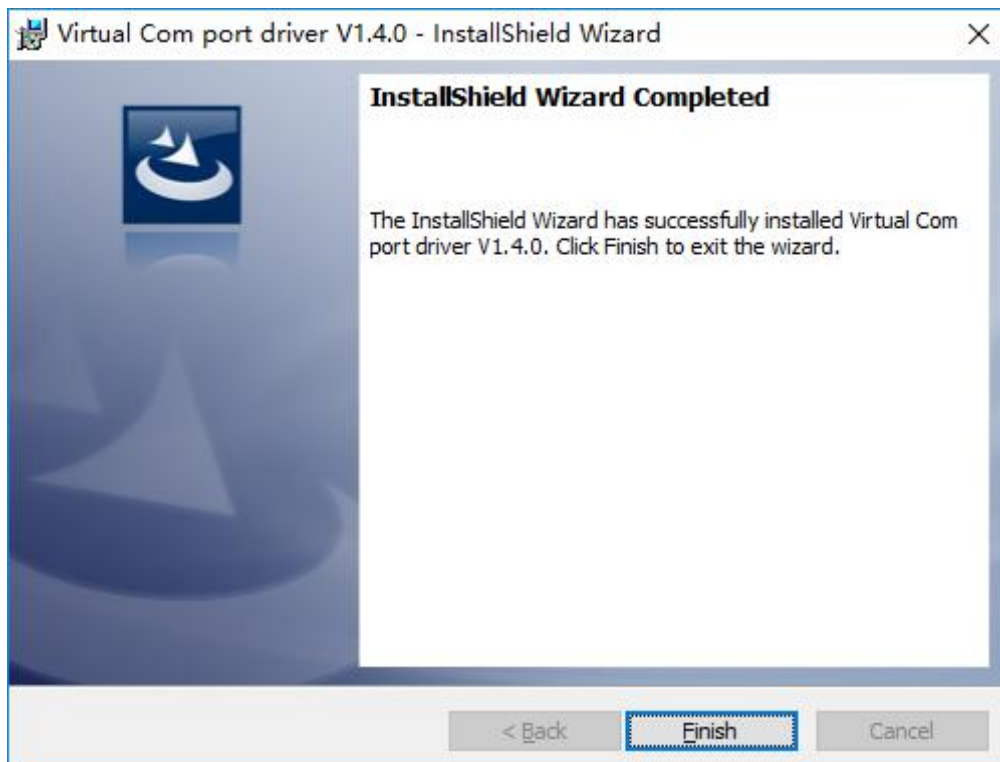 Virtual Com port driver V1.4.0 - InstallShield Wizard
InstallShield Wizard Completed
The InstallShield Wizard has successfully installed Virtual Com
port driver V1.4.0. Click Finish to exit the wizard.
< Back
Finish
Cancel